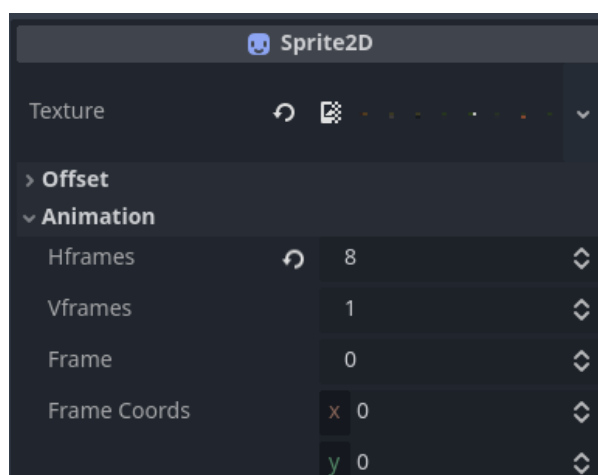 Sprite2D
Texture
Offset
Animation
Hframes 8
Vframes 1
Frame 0
Frame Coords x 0
y 0